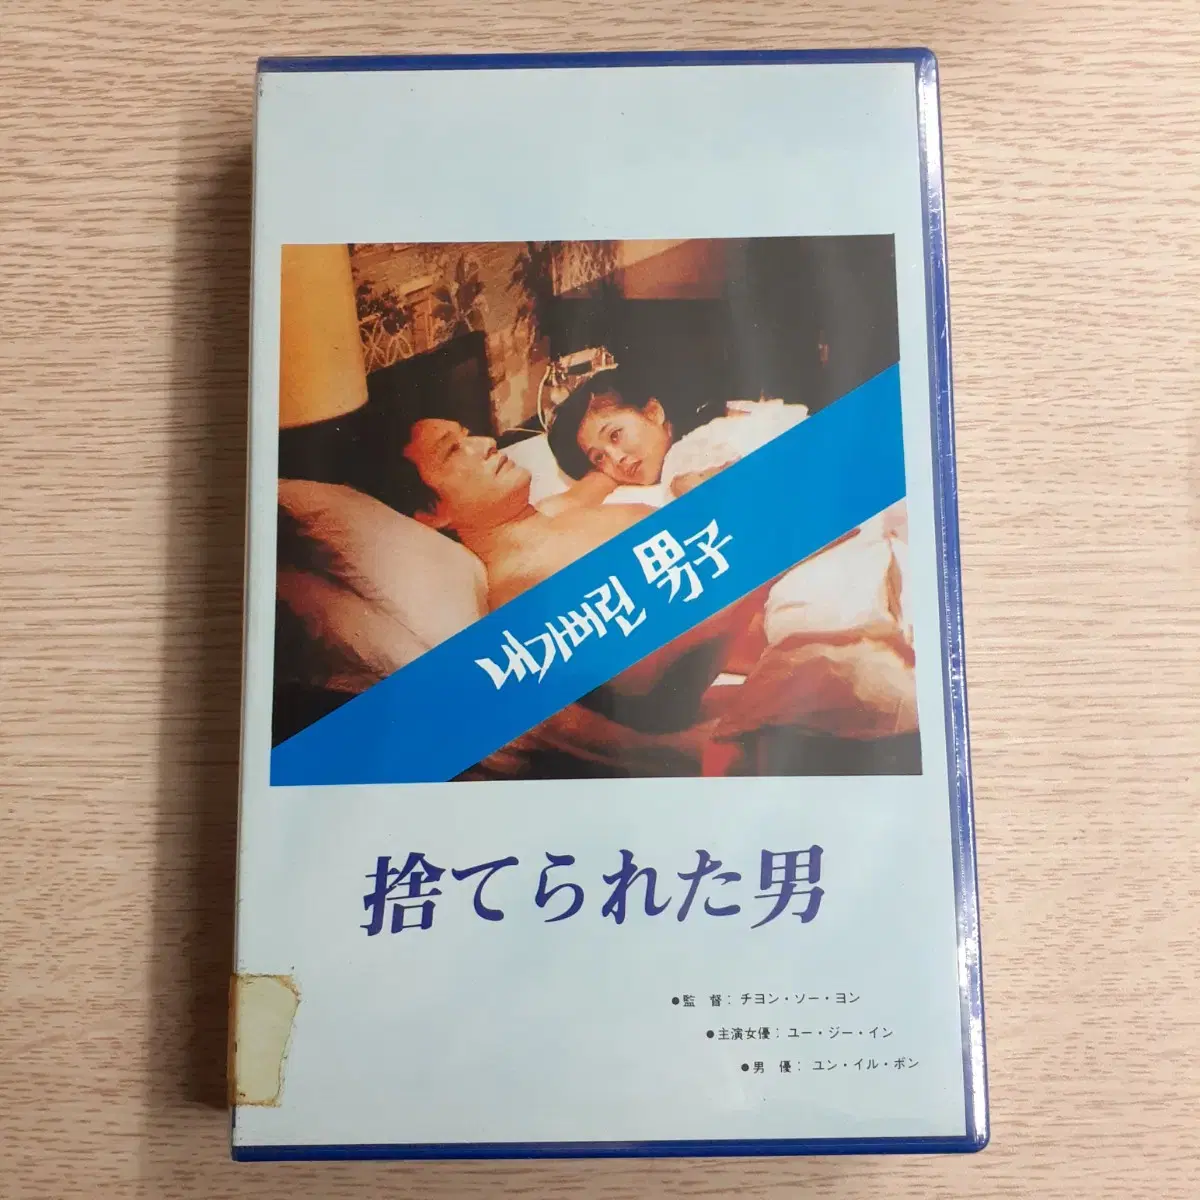 내가버린 男子
捨てられた男
●監 督: チヨン・ソー・ヨン
●主演女優: ユー・ジー・イン
●男 優: ユン・イル・ボン